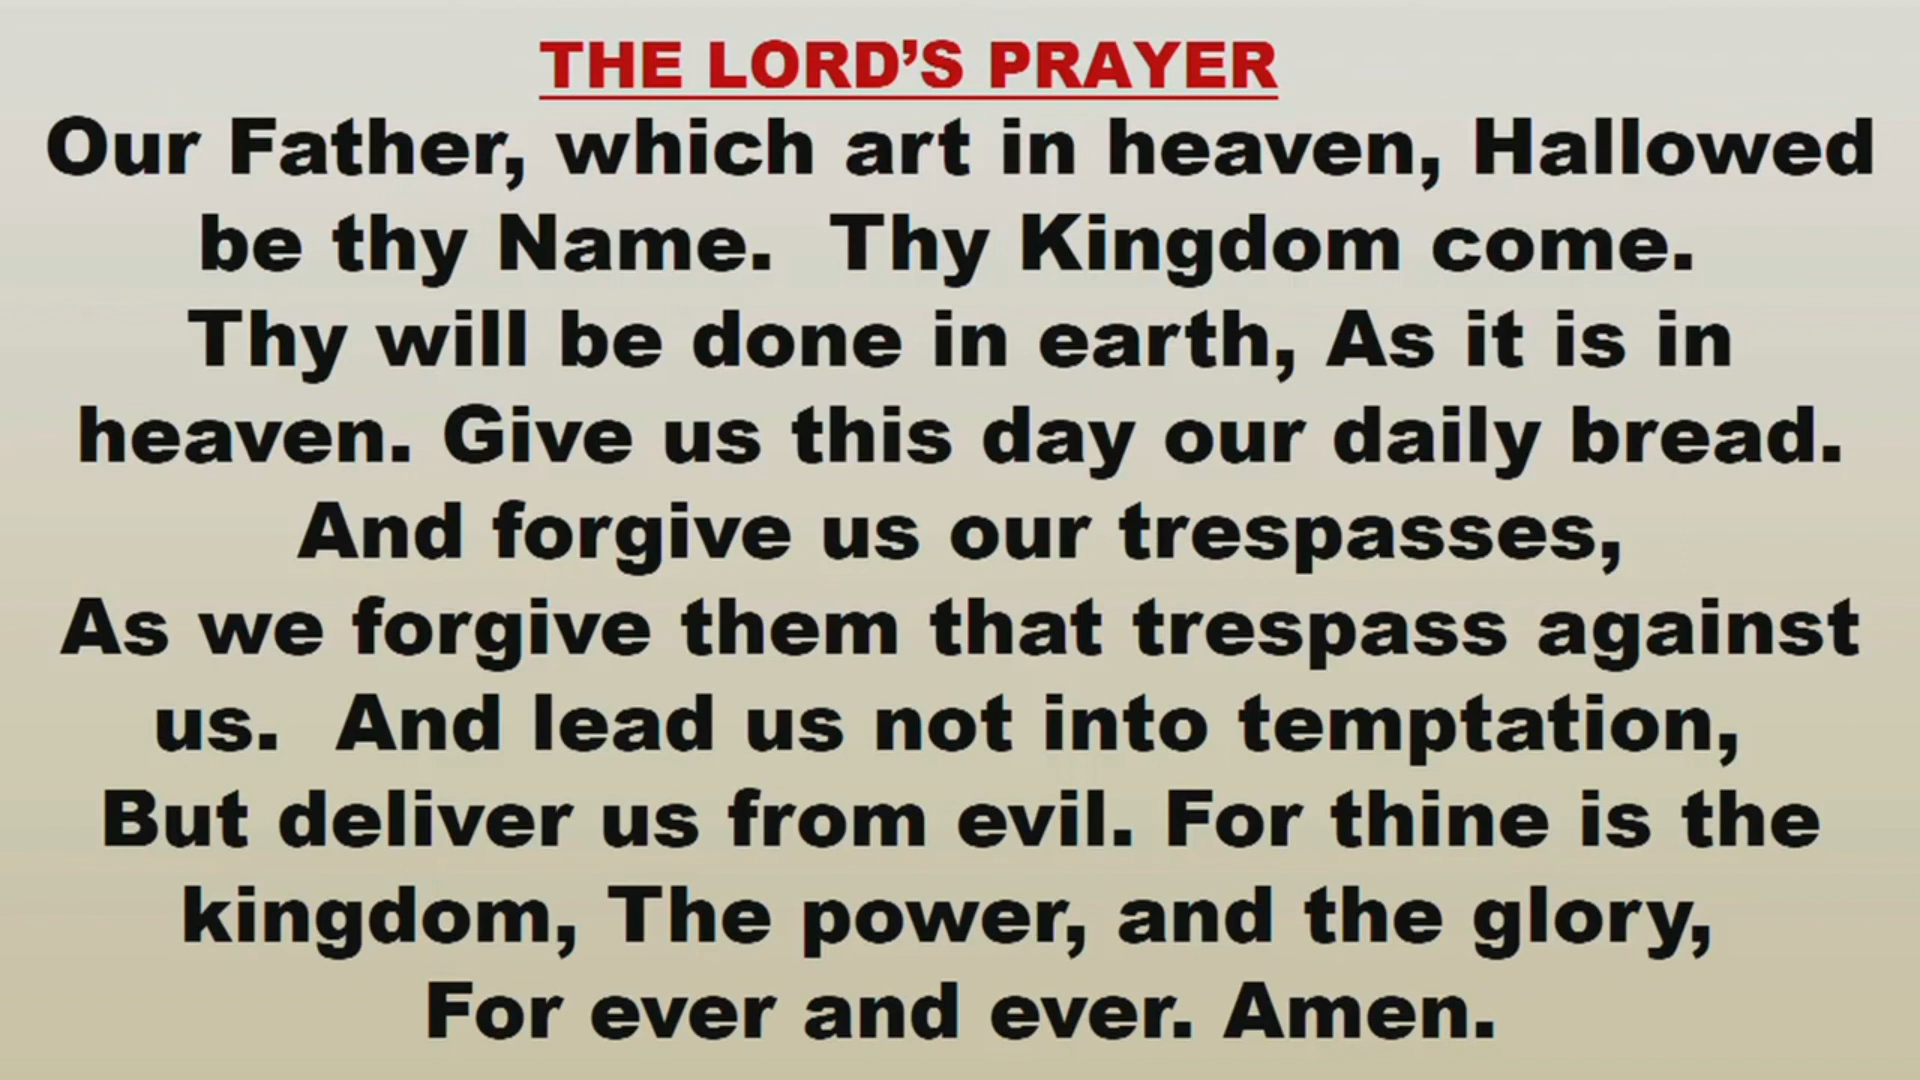 THE LORD’S PRAYER
Our Father, which art in heaven, Hallowed
be thy Name.  Thy Kingdom come.
Thy will be done in earth, As it is in
heaven. Give us this day our daily bread.
And forgive us our trespasses,
As we forgive them that trespass against
us.  And lead us not into temptation,
But deliver us from evil. For thine is the
kingdom, The power, and the glory,
For ever and ever. Amen.